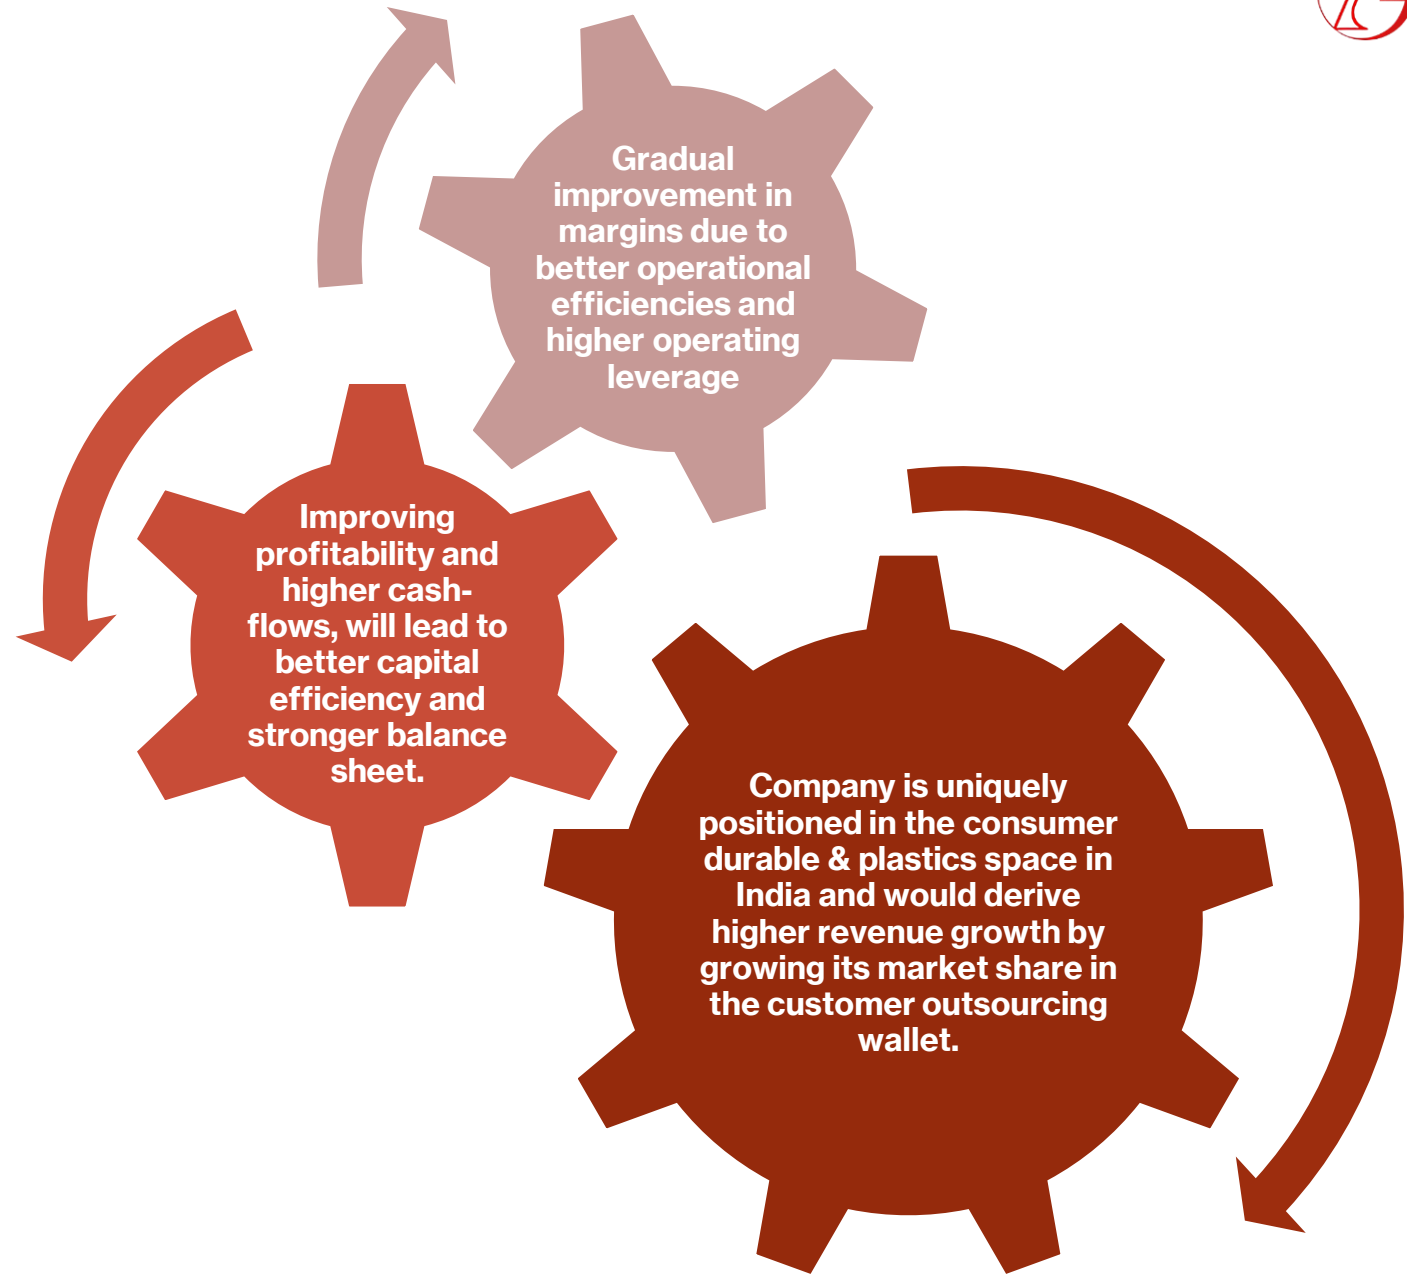 Gradual
improvement in
margins due to
better operational
efficiencies and
higher operating
leverage
Improving
profitability and
higher cash-
flows, will lead to
better capital
efficiency and
stronger balance
sheet.
Company is uniquely
positioned in the consumer
durable & plastics space in
India and would derive
higher revenue growth by
growing its market share in
the customer outsourcing
wallet.